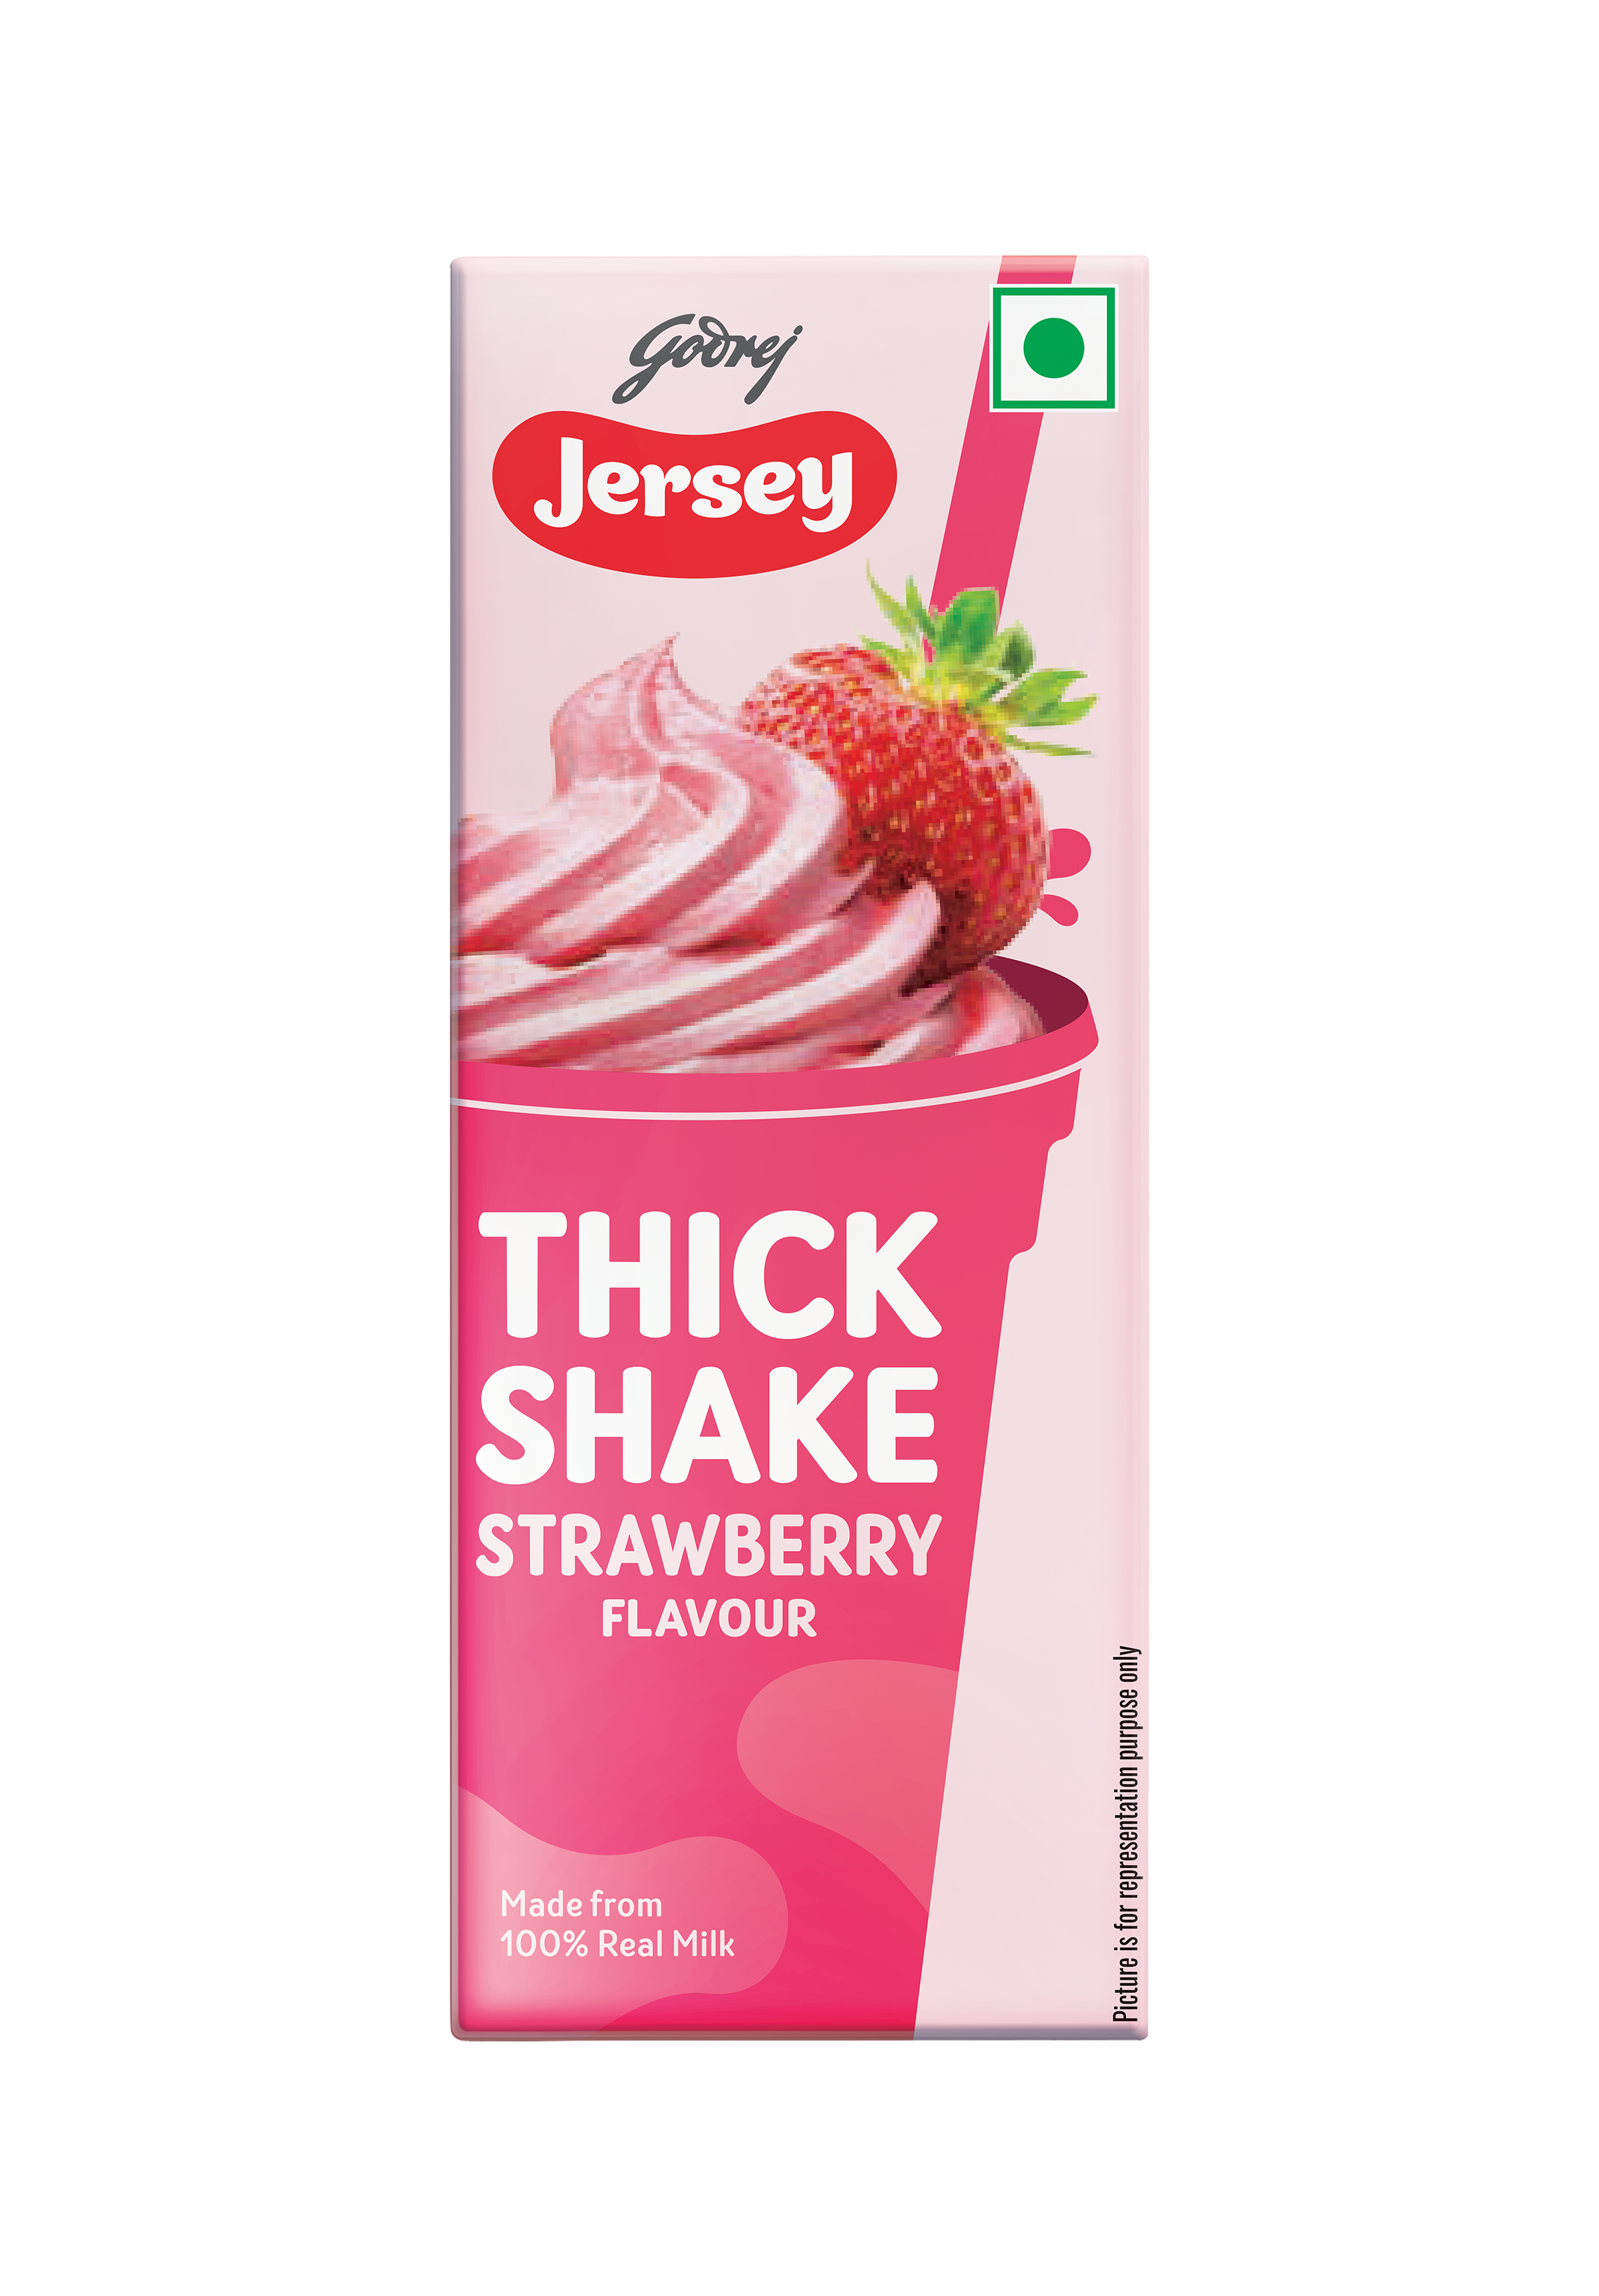 Godrej
Jersey
THICK
SHAKE
STRAWBERRY
FLAVOUR
Made from
100% Real Milk
Picture is for representation purpose only